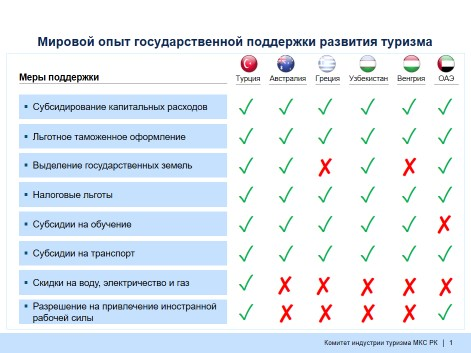 Мировой опыт государственной поддержки развития туризма
Меры поддержки
Турция Австралия Греция Узбекистан Венгрия ОАЭ
Субсидирование капитальных расходов
Льготное таможенное оформление
Выделение государственных земель
Налоговые льготы
Субсидии на обучение
Субсидии на транспорт
Скидки на воду, электричество и газ
Разрешение на привлечение иностранной
рабочей силы
Комитет индустрии туризма МКС РК | 1